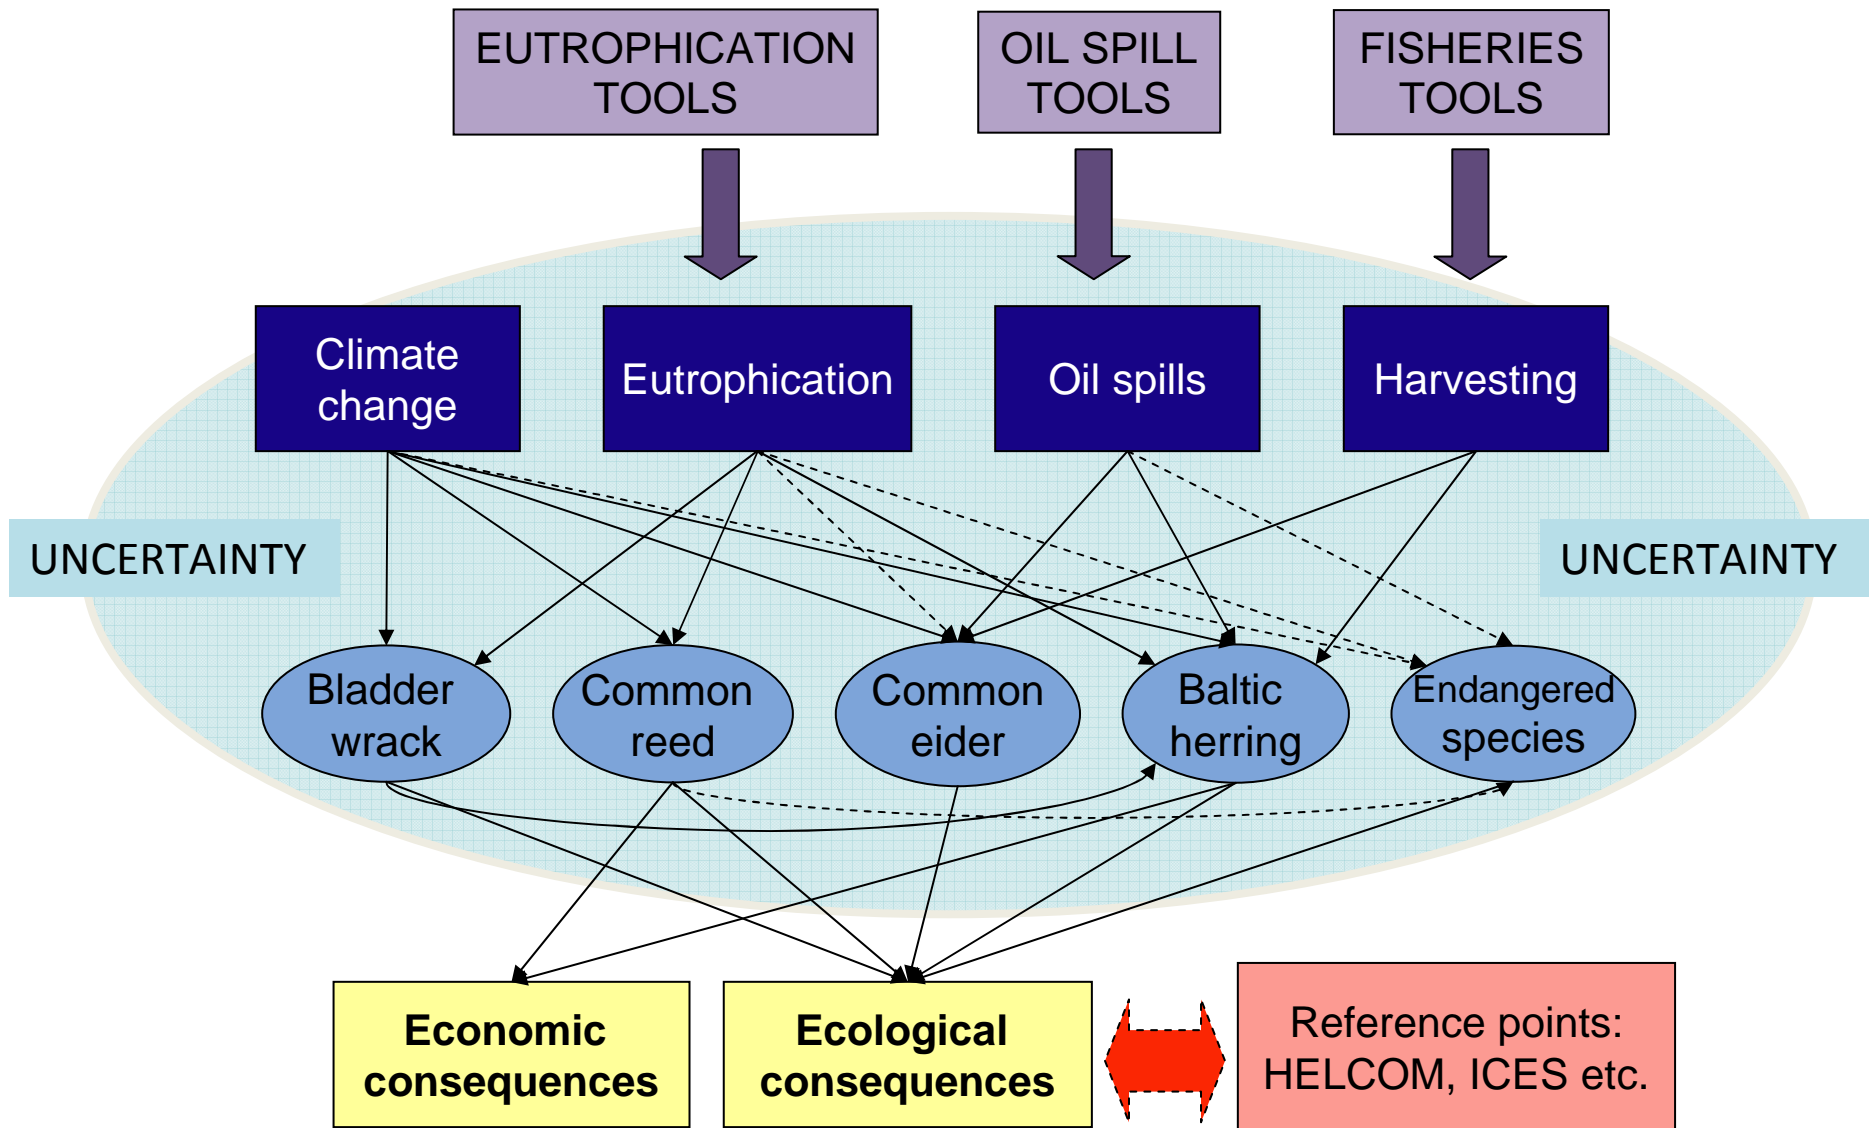 EUTROPHICATION
TOOLS
OIL SPILL
TOOLS
FISHERIES
TOOLS
Climate
change
Eutrophication
Oil spills
Harvesting
UNCERTAINTY
UNCERTAINTY
Bladder
wrack
Common
reed
Common
eider
Baltic
herring
Endangered
species
Economic
consequences
Ecological
consequences
Reference points:
HELCOM, ICES etc.